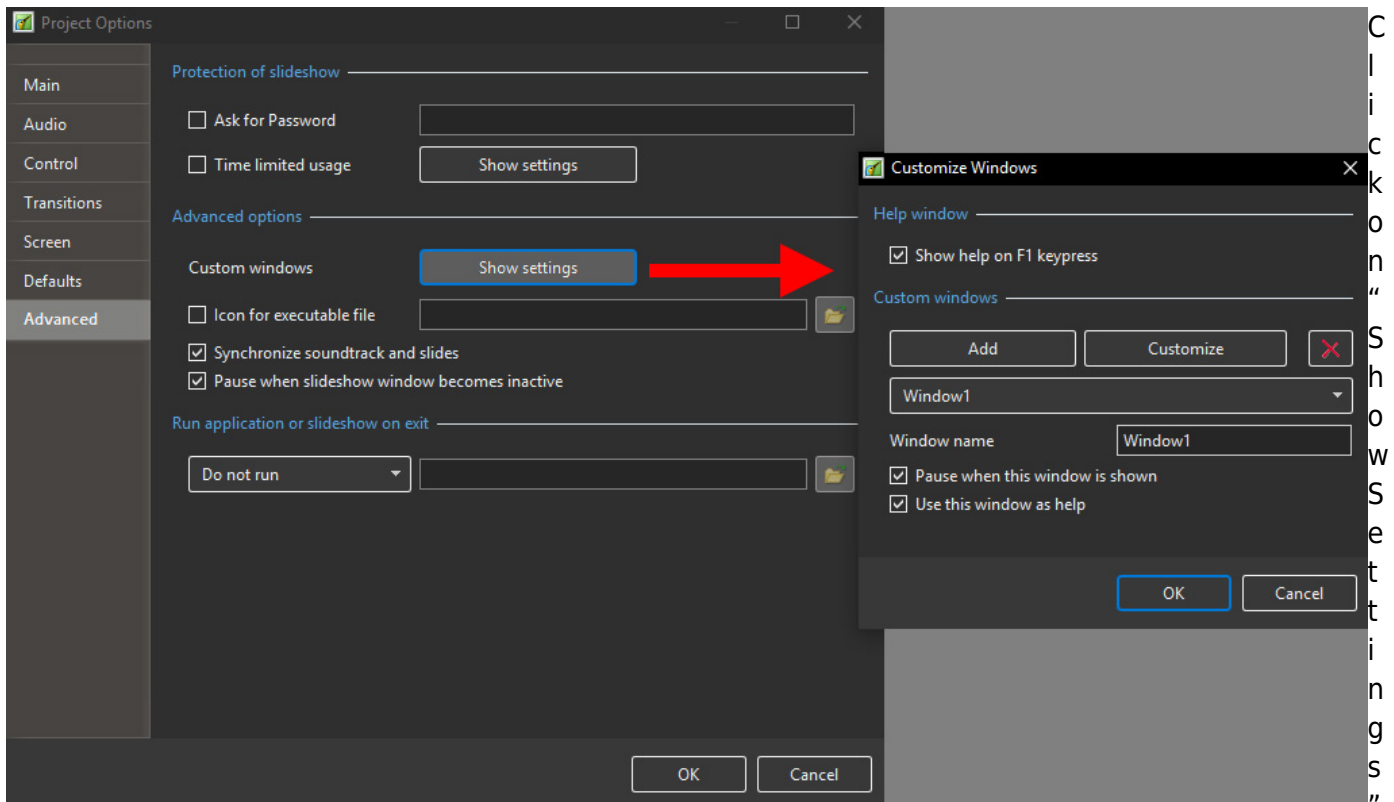 Project Options
Main
Audio
Control
Transitions
Screen
Defaults
Advanced
Protection of slideshow
Ask for Password
Time limited usage
Show settings
Advanced options
Custom windows
Show settings
Icon for executable file
Synchronize soundtrack and slides
Pause when slideshow window becomes inactive
Run application or slideshow on exit
Do not run
OK
Cancel
Customize Windows
Help window
Show help on F1 keypress
Custom windows
Add
Customize
Window1
Window name
Window1
Pause when this window is shown
Use this window as help
OK
Cancel
C
l
i
c
k
o
n
“
S
h
o
w
S
e
t
t
i
n
g
s
”